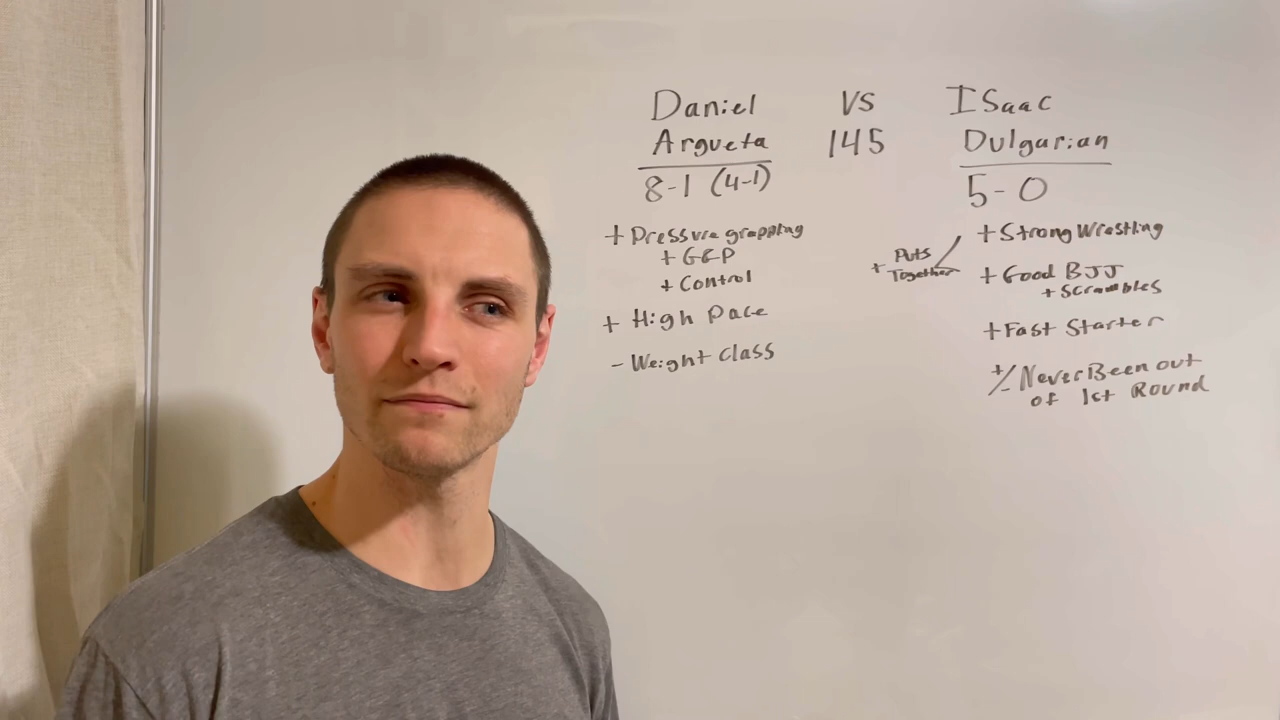 Daniel VS ISaac
Argueta 145 Dulgarian
8-1 (4-1) 5-0
+ Pressure grappling
+ G&P
+ Control
+ High Pace
- Weight Class
+ Strong Wrestling
+ Puts
Together
+ Good BJJ
+ Scrambles
+ Fast Starter
+/- Never Been out
of 1st Round